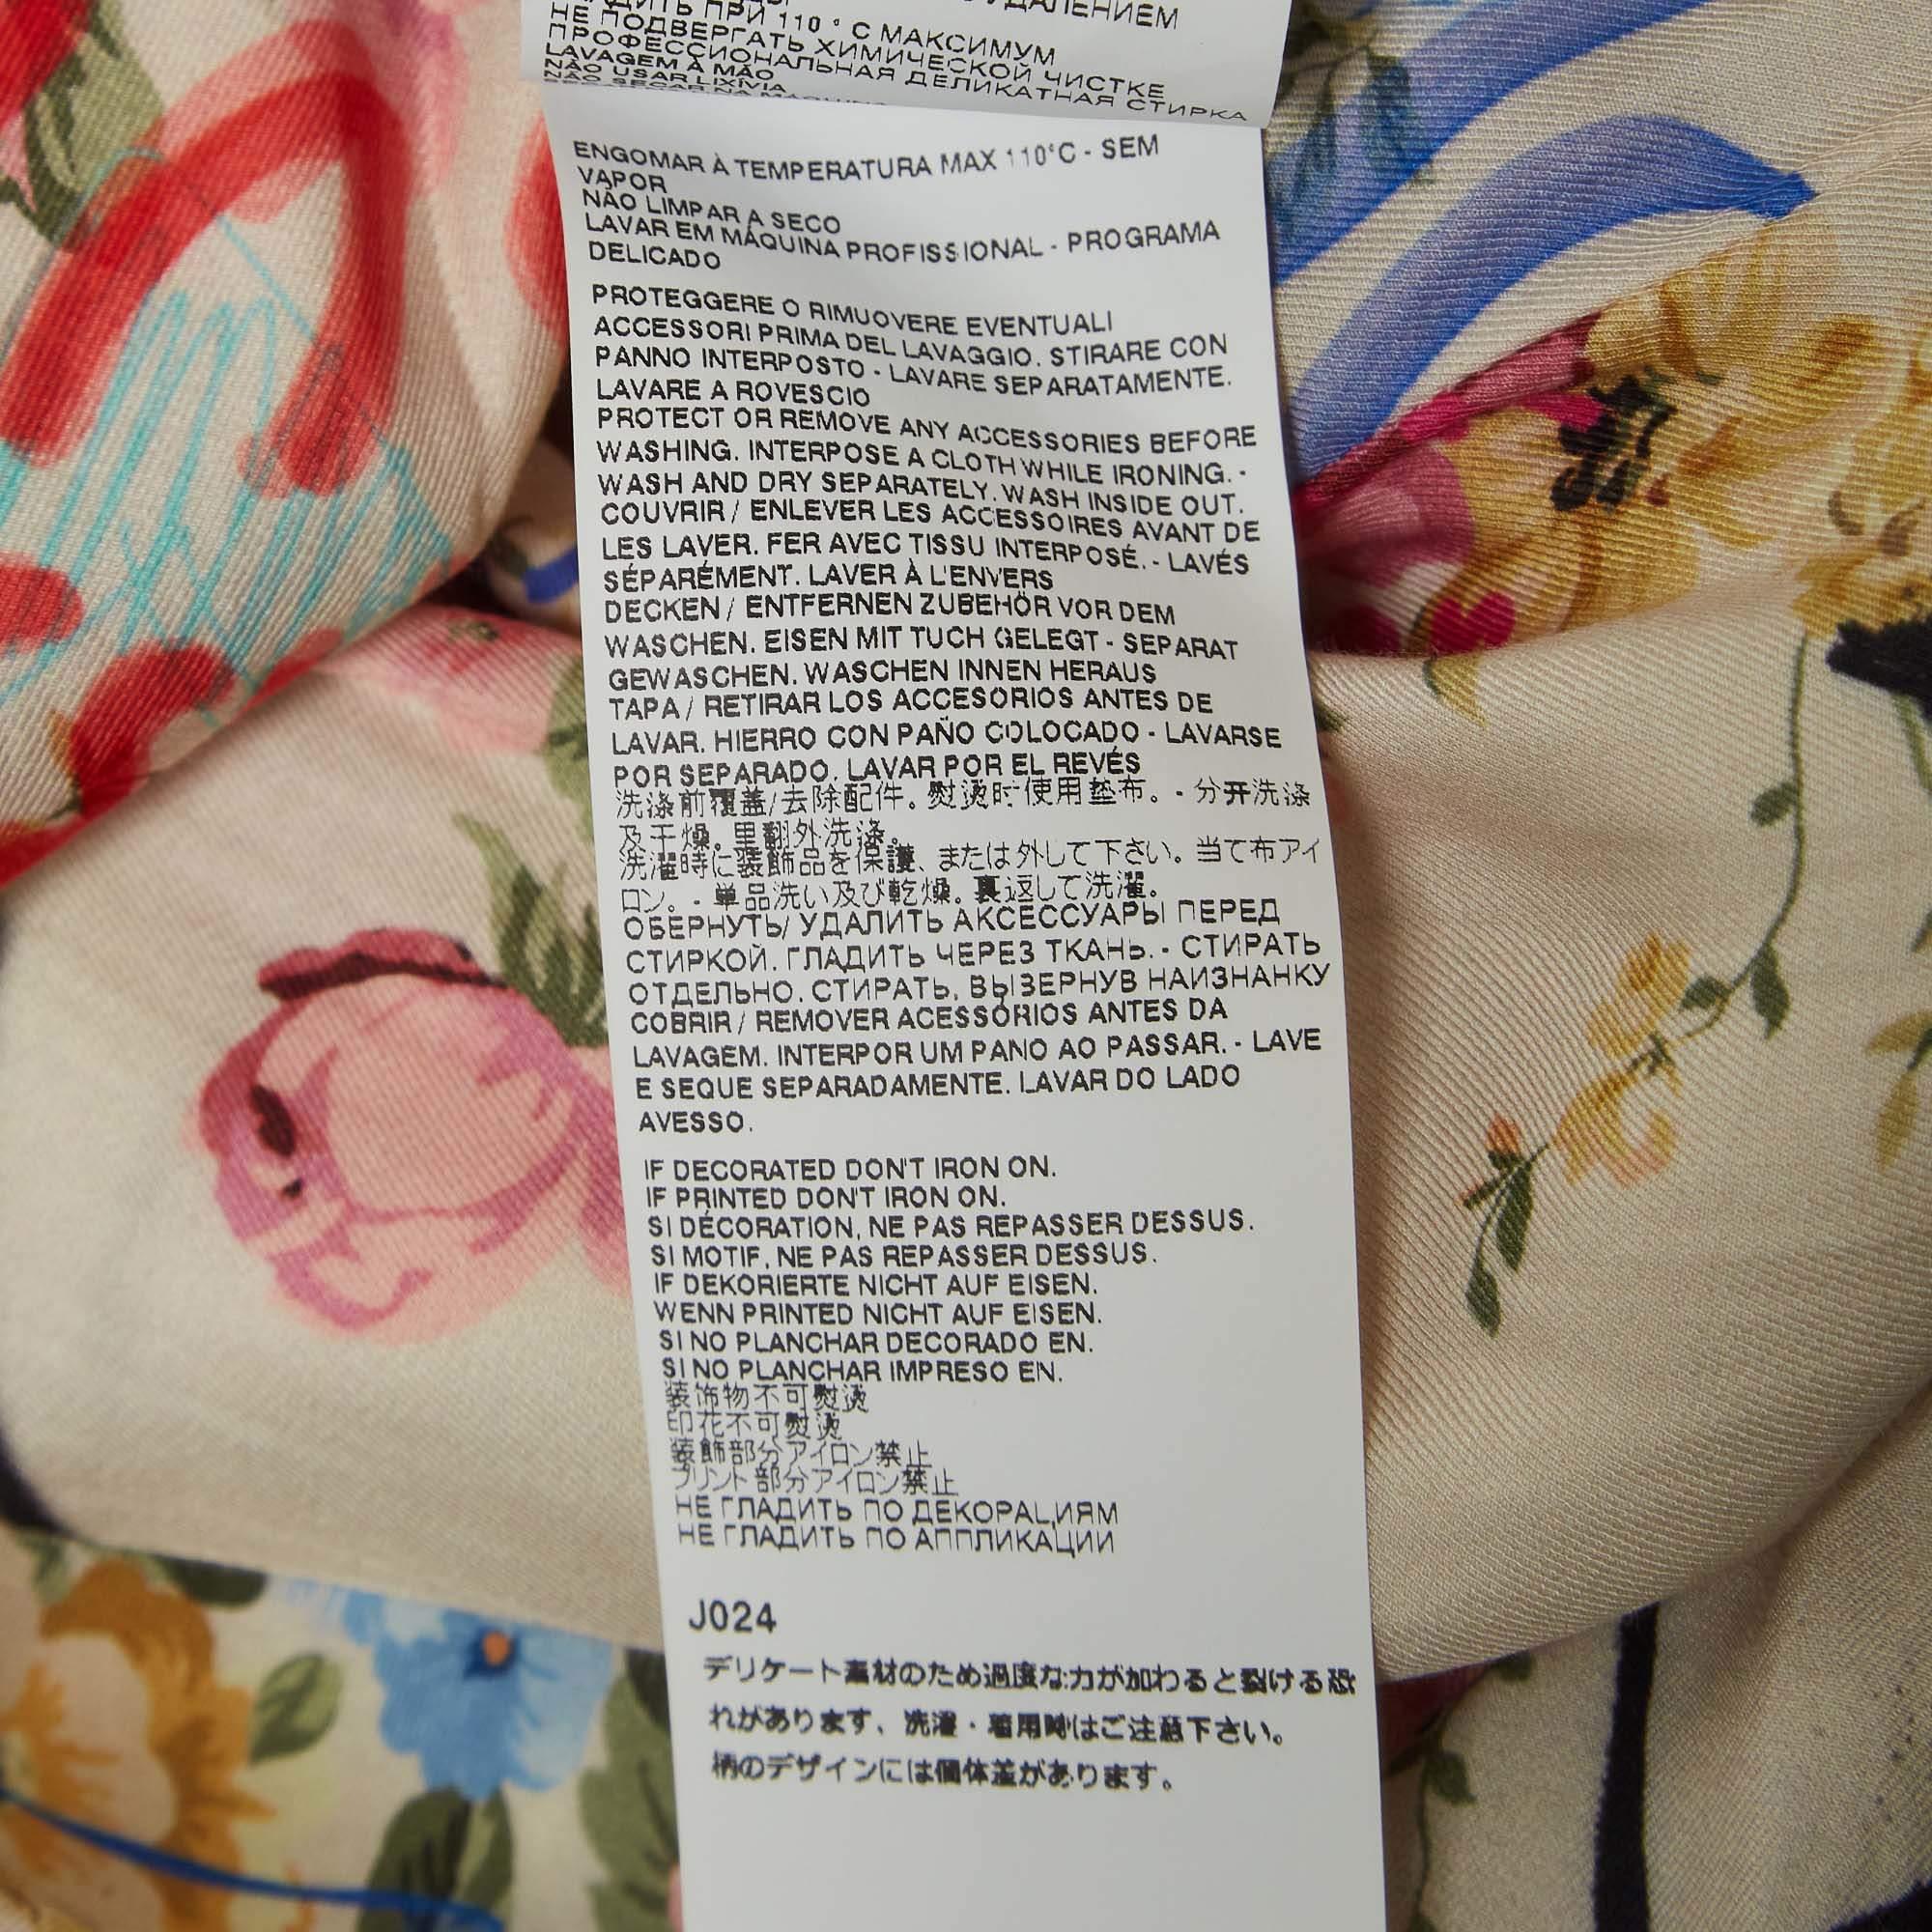 УДАЛЕНИЕМ
ГЛАДИТЬ ПРИ 110 ° С МАКСИМУМ
НЕ ПОДВЕРГАТЬ ХИМИЧЕСКОЙ ЧИСТКЕ
ПРОФЕССИОНАЛЬНАЯ ДЕЛИКАТНАЯ СТИРКА
LAVAGEM À MÃO
NÃO USAR LIXÍVIA
NÃO SECAR NA MÁQUINA
ENGOMAR À TEMPERATURA MAX 110°C - SEM
VAPOR
NÃO LIMPAR A SECO
LAVAR EM MÁQUINA PROFISSIONAL - PROGRAMA
DELICADO
PROTEGGERE O RIMUOVERE EVENTUALI
ACCESSORI PRIMA DEL LAVAGGIO. STIRARE CON
PANNO INTERPOSTO - LAVARE SEPARATAMENTE.
LAVARE A ROVESCIO
PROTECT OR REMOVE ANY ACCESSORIES BEFORE
WASHING. INTERPOSE A CLOTH WHILE IRONING. -
WASH AND DRY SEPARATELY. WASH INSIDE OUT.
COUVRIR / ENLEVER LES ACCESSOIRES AVANT DE
LES LAVER. FER AVEC TISSU INTERPOSÉ. - LAVÉS
SÉPARÉMENT. LAVER À L'ENVERS
DECKEN / ENTFERNEN ZUBEHÖR VOR DEM
WASCHEN. EISEN MIT TUCH GELEGT - SEPARAT
GEWASCHEN. WASCHEN INNEN HERAUS
TAPA / RETIRAR LOS ACCESORIOS ANTES DE
LAVAR. HIERRO CON PAÑO COLOCADO - LAVARSE
POR SEPARADO. LAVAR POR EL REVÉS
洗涤前覆盖/去除配件。熨烫时使用垫布。- 分开洗涤
及干燥。里翻外洗涤。
洗濯時に装飾品を保護、または外して下さい。当て布アイ
ロン。- 単品洗い及び乾燥。裏返して洗濯。
ОБЕРНУТЬ/ УДАЛИТЬ АКСЕССУАРЫ ПЕРЕД
СТИРКОЙ. ГЛАДИТЬ ЧЕРЕЗ ТКАНЬ. - СТИРАТЬ
ОТДЕЛЬНО. СТИРАТЬ, ВЫВЕРНУВ НАИЗНАНКУ
COBRIR / REMOVER ACESSÓRIOS ANTES DA
LAVAGEM. INTERPOR UM PANO AO PASSAR. - LAVE
E SEQUE SEPARADAMENTE. LAVAR DO LADO
AVESSO.
IF DECORATED DON'T IRON ON.
IF PRINTED DON'T IRON ON.
SI DÉCORATION, NE PAS REPASSER DESSUS.
SI MOTIF, NE PAS REPASSER DESSUS.
IF DEKORIERTE NICHT AUF EISEN.
WENN PRINTED NICHT AUF EISEN.
SI NO PLANCHAR DECORADO EN.
SI NO PLANCHAR IMPRESO EN.
装饰物不可熨烫
印花不可熨烫
装飾部分アイロン禁止
プリント部分アイロン禁止
НЕ ГЛАДИТЬ ПО ДЕКОРАЦИЯМ
НЕ ГЛАДИТЬ ПО АППЛИКАЦИИ
J024
デリケート素材のため過度な力が加わると裂ける恐
れがあります、洗濯・着用時はご注意下さい。
柄のデザインには個体差があります。